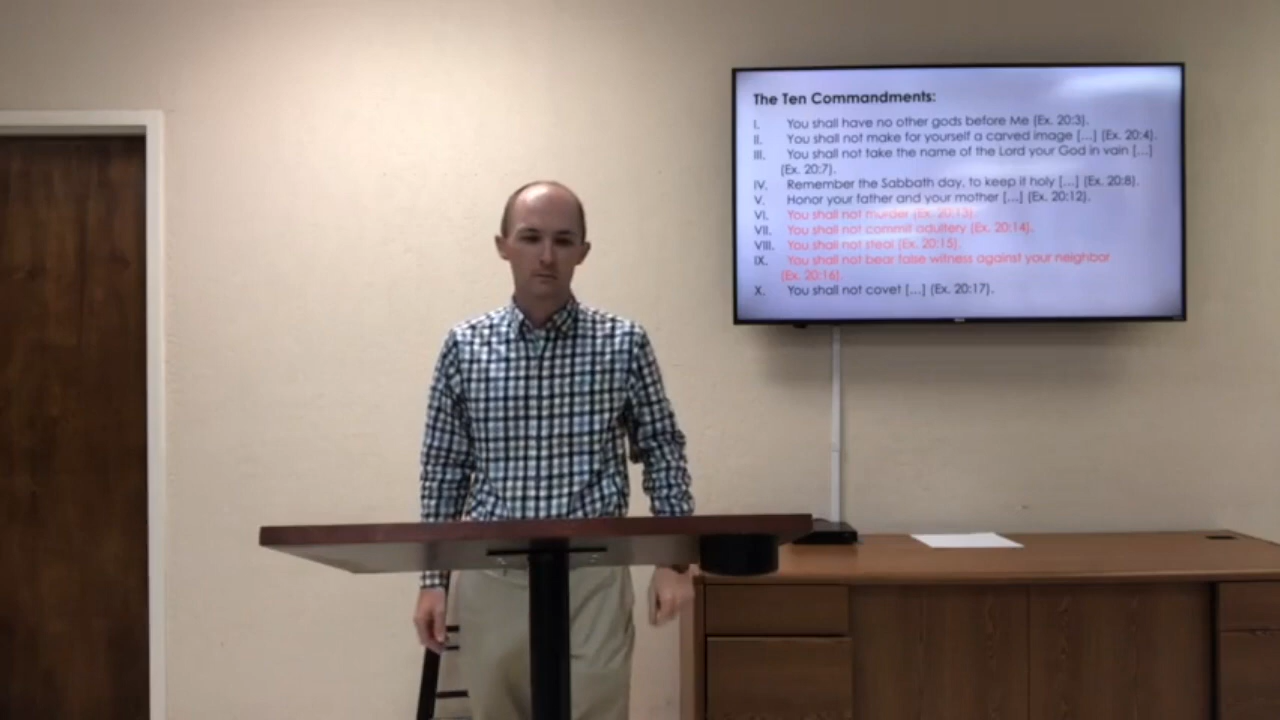 The Ten Commandments:
I. You shall have no other gods before Me (Ex. 20:3).
II. You shall not make for yourself a carved image [...] (Ex. 20:4).
III. You shall not take the name of the Lord your God in vain [...]
(Ex. 20:7).
IV. Remember the Sabbath day, to keep it holy [...] (Ex. 20:8).
V. Honor your father and your mother [...] (Ex. 20:12).
VI. You shall not murder (Ex. 20:13).
VII. You shall not commit adultery (Ex. 20:14).
VIII. You shall not steal (Ex. 20:15).
IX. You shall not bear false witness against your neighbor
(Ex. 20:16).
X. You shall not covet [...] (Ex. 20:17).